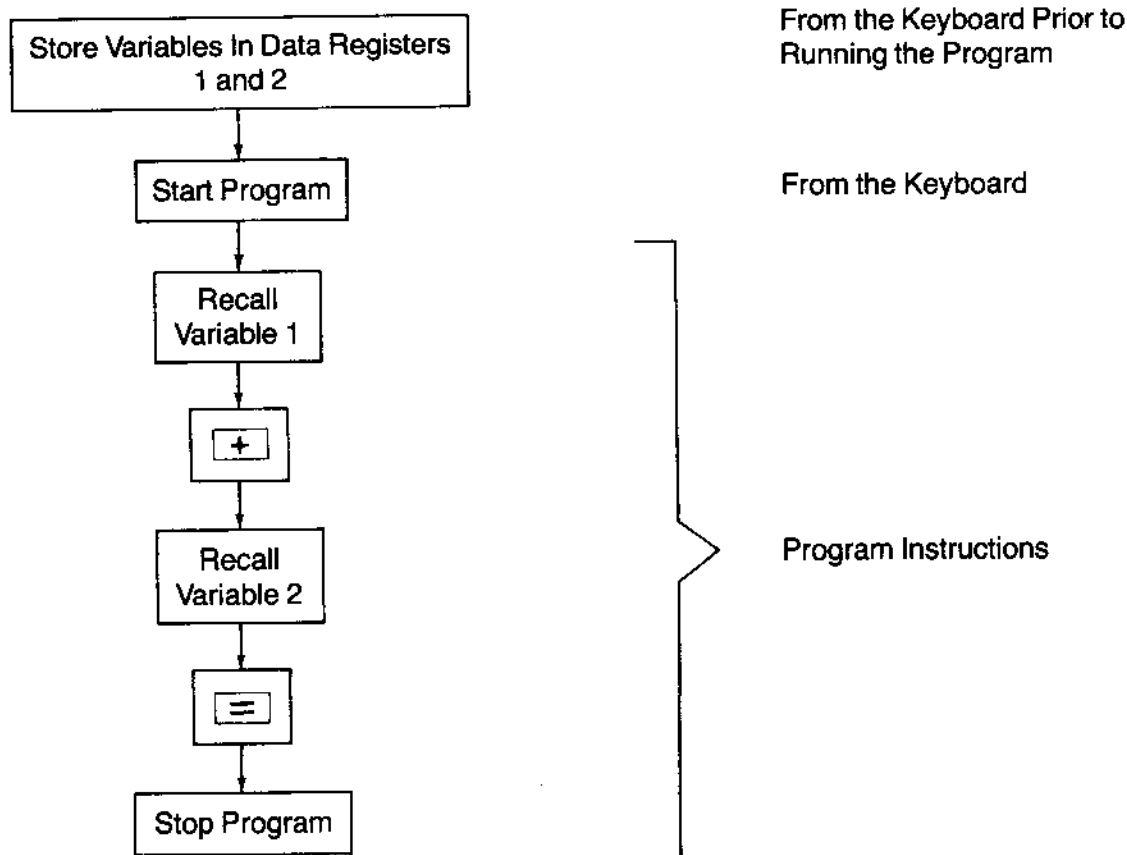 Store Variables In Data Registers
1 and 2
From the Keyboard Prior to
Running the Program
Start Program
From the Keyboard
Recall
Variable 1
+
Recall
Variable 2
Program Instructions
=
Stop Program